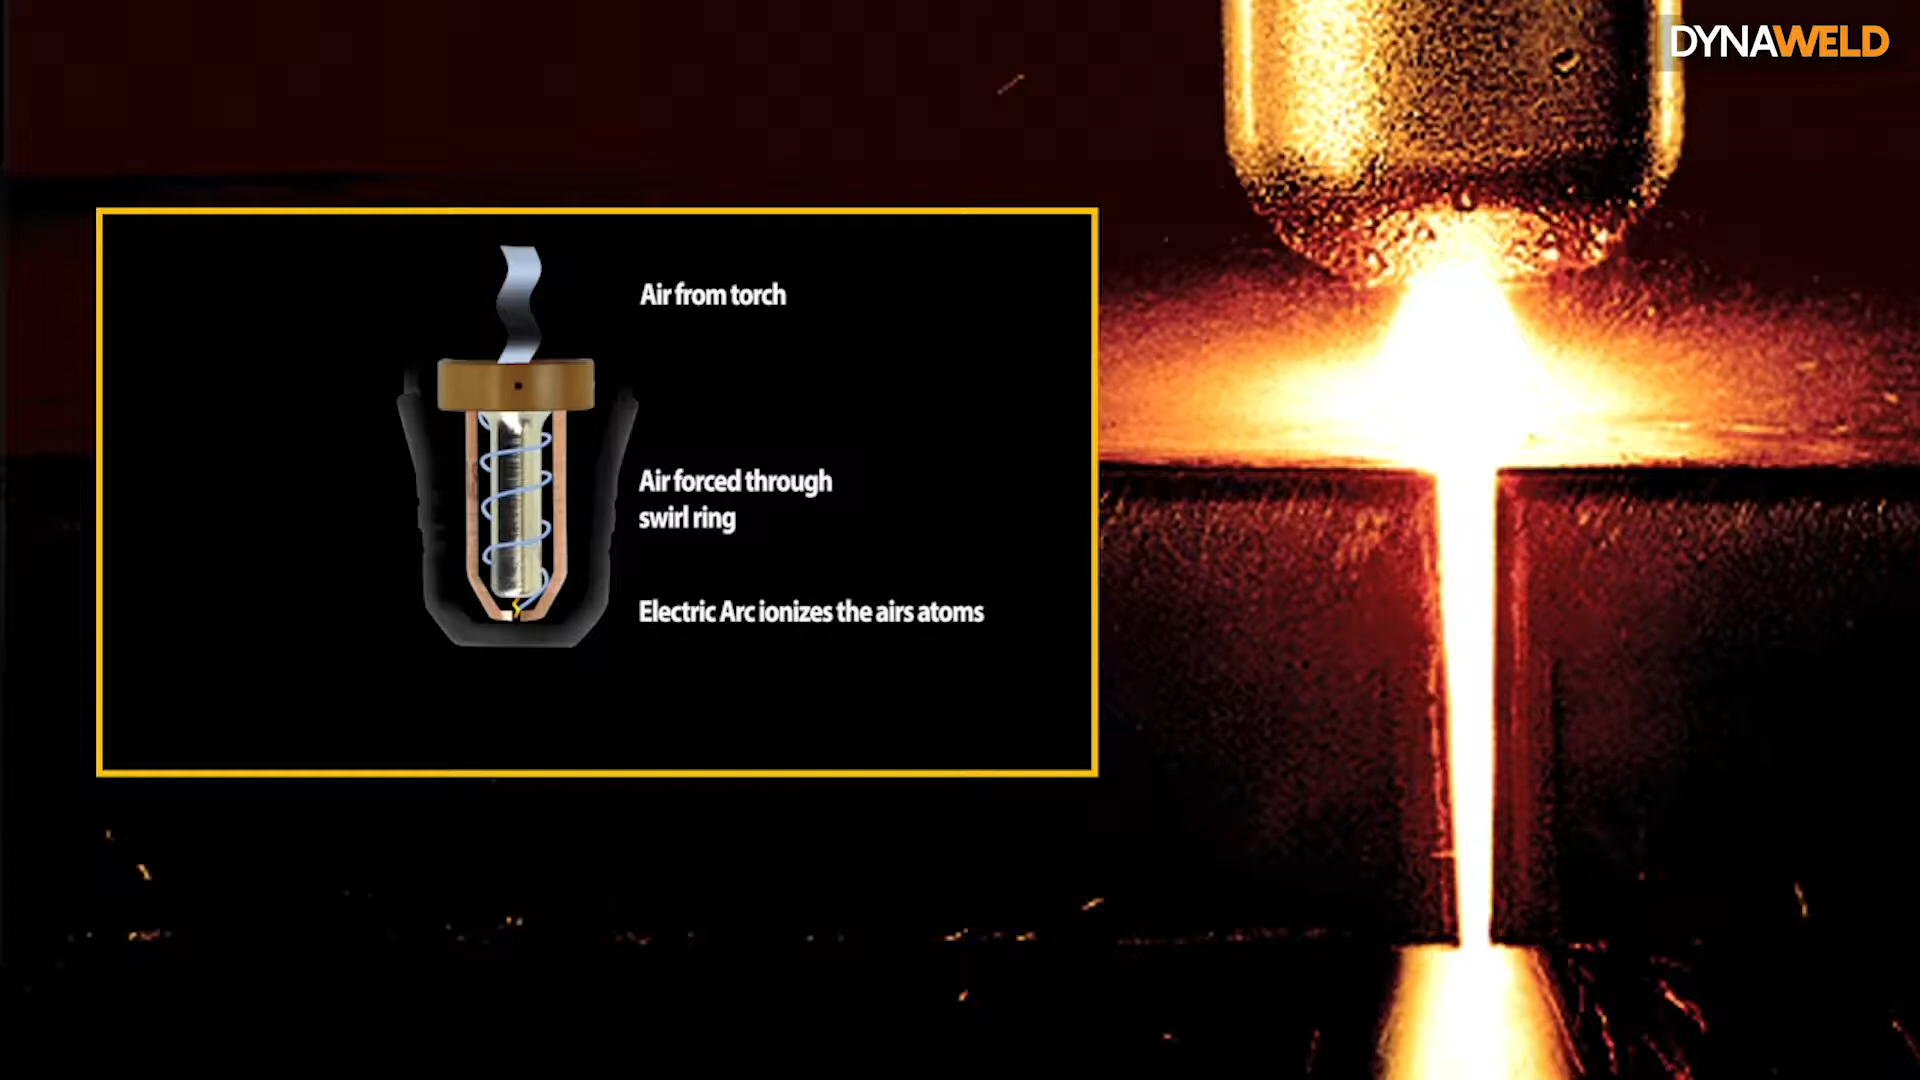 DYNAWELD
Air from torch
Air forced through
swirl ring
Electric Arc ionizes the airs atoms